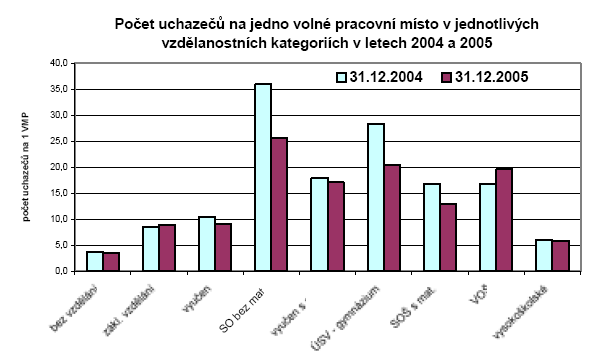 Počet uchazečů na jedno volné pracovní místo v jednotlivých
vzdělanostních kategoriích v letech 2004 a 2005
31.12.2004
31.12.2005
počet uchazečů na 1 VMP
40,0
35,0
30,0
25,0
20,0
15,0
10,0
5,0
0,0
bez vzdělání
zákl. vzdělání
vyučen
SO bez mat
vyučen s
ÚSV - gymnázium
SOŠ s mat.
VOŠ
vysokoškolské